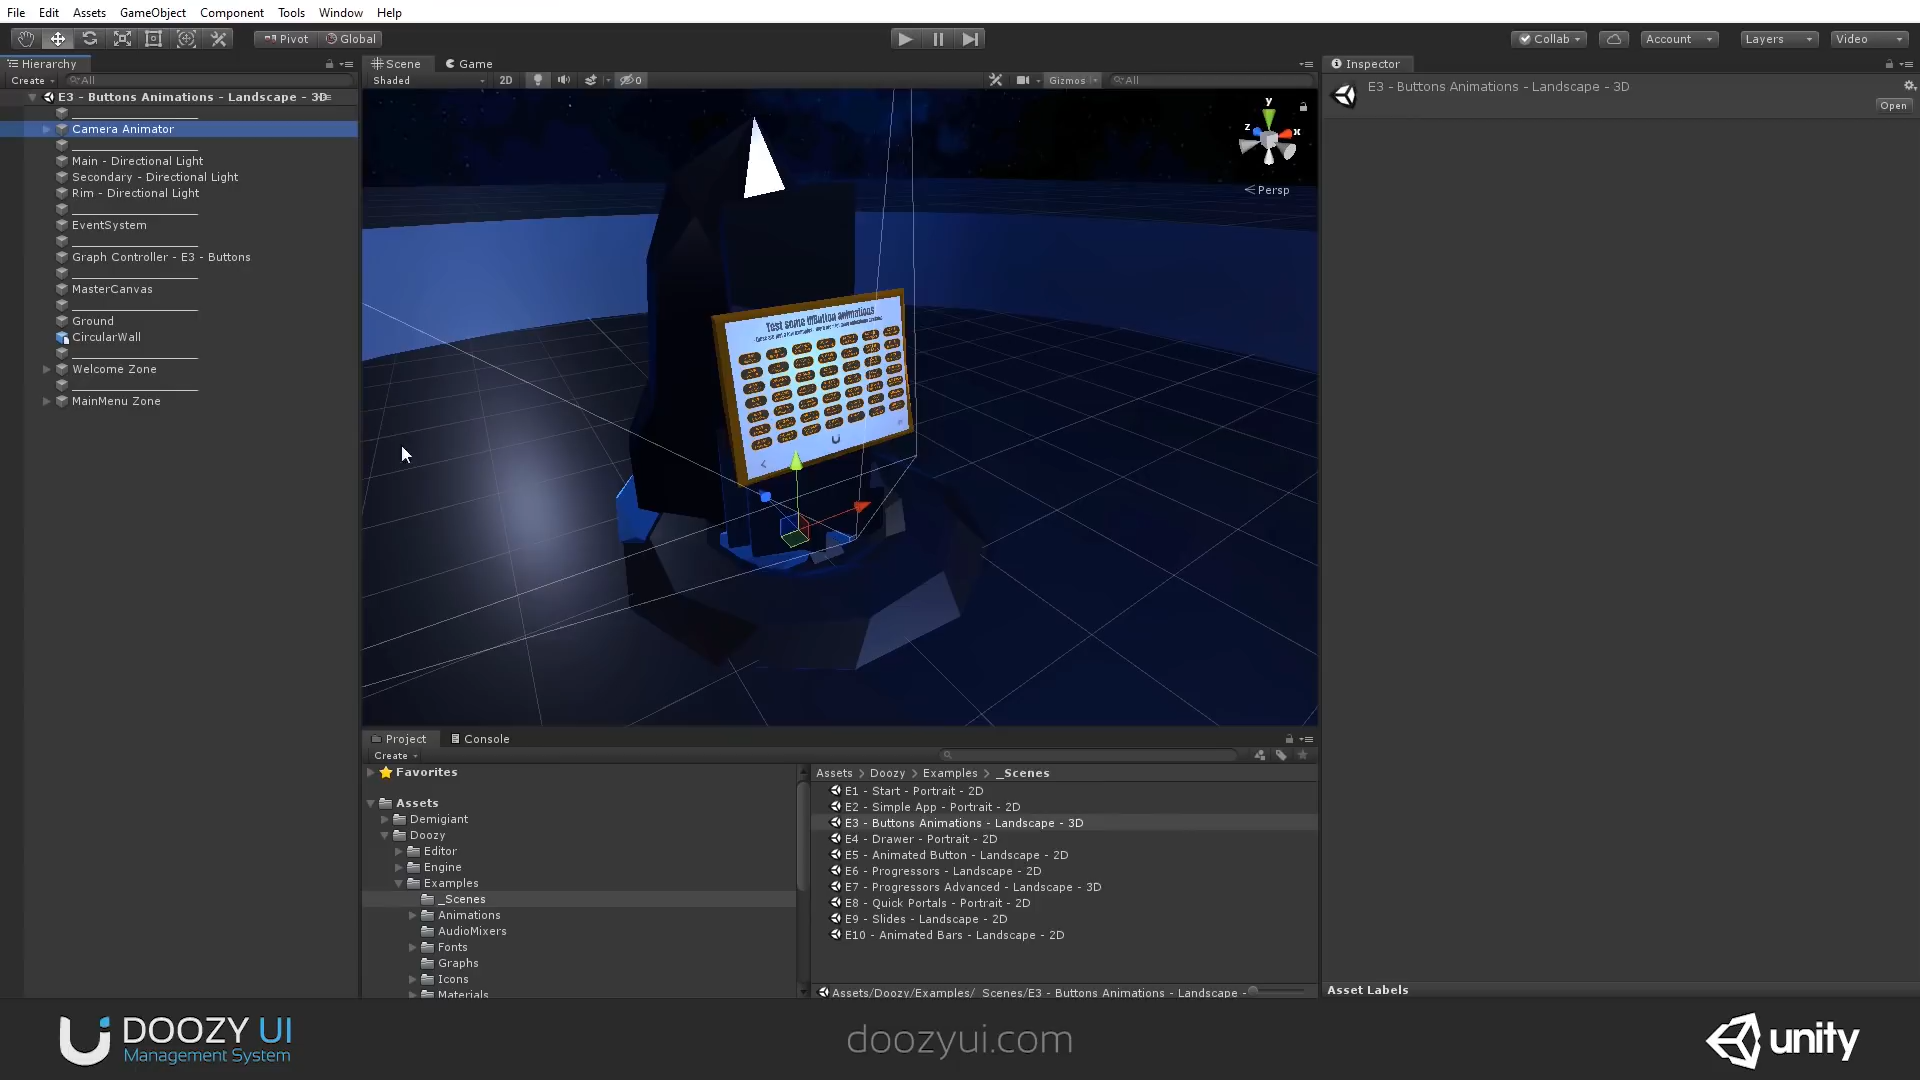 File Edit Assets GameObject Doozy Component Tools Window Help
Pivot Global Collab Account Layers Video
Hierarchy
Create All
E3 - Buttons Animations - Landscape - 3D
Camera Animator
Main - Directional Light
Secondary - Directional Light
Rim - Directional Light
EventSystem
Graph Controller - E3 - Buttons
MasterCanvas
Ground
CircularWall
Welcome Zone
MainMenu Zone
Scene Game
Shaded 2D 0 Gizmos All
y
z x
Persp
Test some UIButton animations
Inspector
E3 - Buttons Animations - Landscape - 3D
Open
Project Console
Create
Favorites
Assets
Demigiant
Doozy
Editor
Engine
Examples
_Scenes
Animations
AudioMixers
Fonts
Graphs
Icons
Materials
Assets > Doozy > Examples > _Scenes
E1 - Start - Portrait - 2D
E2 - Simple App - Portrait - 2D
E3 - Buttons Animations - Landscape - 3D
E4 - Drawer - Portrait - 2D
E5 - Animated Button - Landscape - 2D
E6 - Progressors - Landscape - 2D
E7 - Progressors Advanced - Landscape - 3D
E8 - Quick Portals - Portrait - 2D
E9 - Slides - Landscape - 2D
E10 - Animated Bars - Landscape - 2D
Assets/Doozy/Examples/_Scenes/E3 - Buttons Animations - Landscape -
Asset Labels
DOOZY UI
Management System
doozyui.com
unity